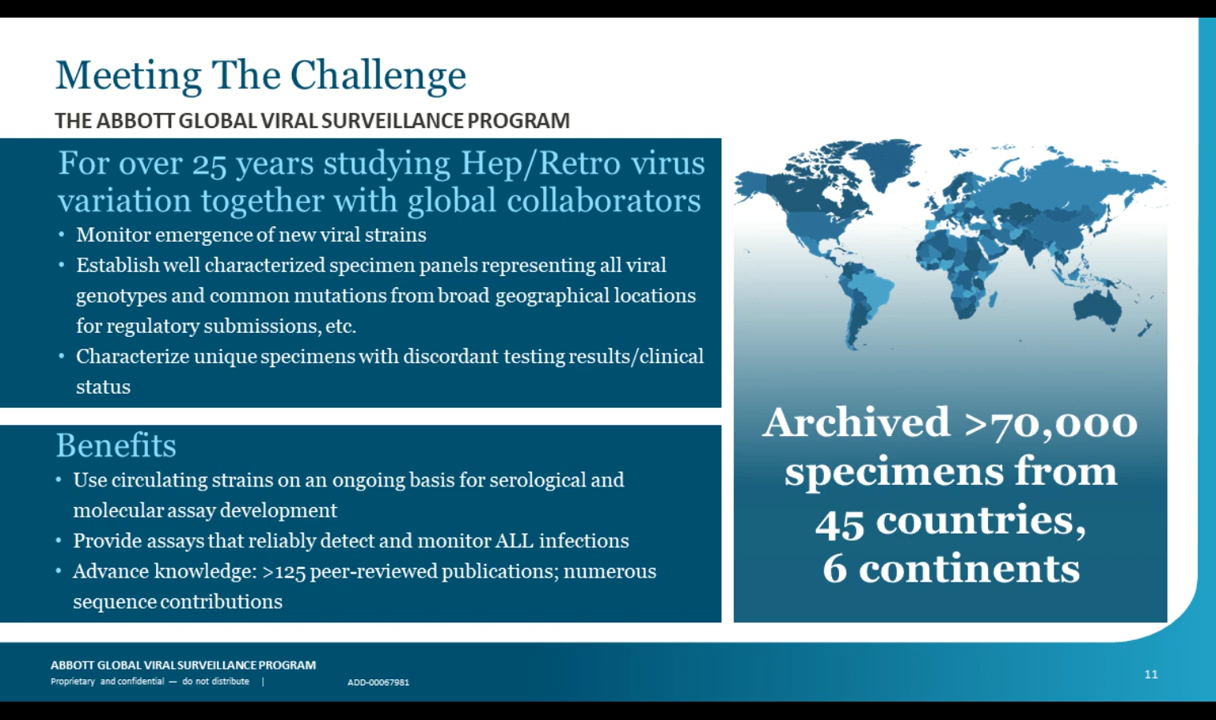 Meeting The Challenge
THE ABBOTT GLOBAL VIRAL SURVEILLANCE PROGRAM
For over 25 years studying Hep/Retro virus
variation together with global collaborators
• Monitor emergence of new viral strains
• Establish well characterized specimen panels representing all viral
genotypes and common mutations from broad geographical locations
for regulatory submissions, etc.
• Characterize unique specimens with discordant testing results/clinical
status
Benefits
• Use circulating strains on an ongoing basis for serological and
molecular assay development
• Provide assays that reliably detect and monitor ALL infections
• Advance knowledge: >125 peer-reviewed publications; numerous
sequence contributions
Archived >70,000
specimens from
45 countries,
6 continents
ABBOTT GLOBAL VIRAL SURVEILLANCE PROGRAM
Proprietary and confidential — do not distribute | ADD-00067981
11